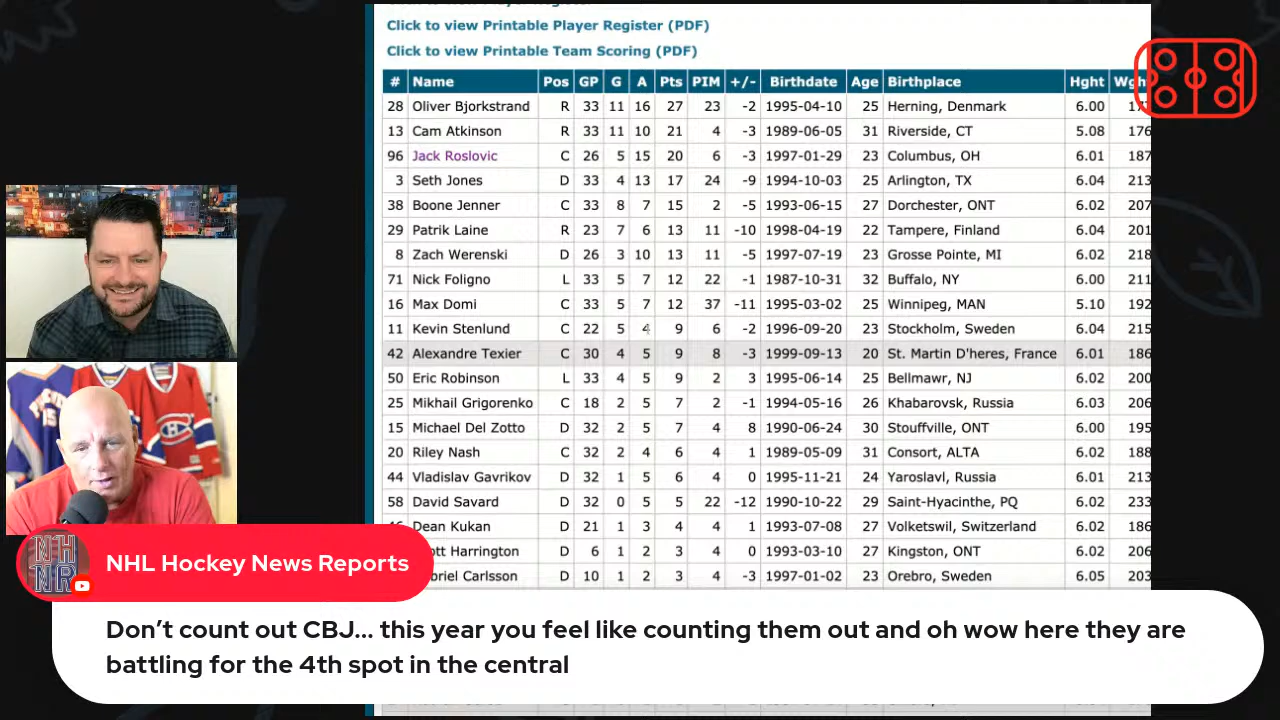 Click to view Printable Player Register (PDF)
Click to view Printable Team Scoring (PDF)
# Name Pos GP G A Pts PIM +/- Birthdate Age Birthplace Hght
28 Oliver Bjorkstrand R 33 11 16 27 23 -2 1995-04-10 25 Herning, Denmark 6.00
13 Cam Atkinson R 33 11 10 21 4 -3 1989-06-05 31 Riverside, CT 5.08 176
96 Jack Roslovic C 26 5 15 20 6 -3 1997-01-29 23 Columbus, OH 6.01 187
3 Seth Jones D 33 4 13 17 24 -9 1994-10-03 25 Arlington, TX 6.04 213
38 Boone Jenner C 33 8 7 15 2 -5 1993-06-15 27 Dorchester, ONT 6.02 207
29 Patrik Laine R 23 7 6 13 11 -10 1998-04-19 22 Tampere, Finland 6.04 201
8 Zach Werenski D 26 3 10 13 11 -5 1997-07-19 23 Grosse Pointe, MI 6.02 218
71 Nick Foligno L 33 5 7 12 22 -1 1987-10-31 32 Buffalo, NY 6.00 211
16 Max Domi C 33 5 7 12 37 -11 1995-03-02 25 Winnipeg, MAN 5.10 192
11 Kevin Stenlund C 22 5 4 9 6 -2 1996-09-20 23 Stockholm, Sweden 6.04 215
42 Alexandre Texier C 30 4 5 9 8 -3 1999-09-13 20 St. Martin D'heres, France 6.01 186
50 Eric Robinson L 33 4 5 9 2 3 1995-06-14 25 Bellmawr, NJ 6.02 200
25 Mikhail Grigorenko C 18 2 5 7 2 -1 1994-05-16 26 Khabarovsk, Russia 6.03 206
15 Michael Del Zotto D 32 2 5 7 4 8 1990-06-24 30 Stouffville, ONT 6.00 195
20 Riley Nash C 32 2 4 6 4 1 1989-05-09 31 Consort, ALTA 6.02 188
44 Vladislav Gavrikov D 32 1 5 6 4 0 1995-11-21 24 Yaroslavl, Russia 6.01 213
58 David Savard D 32 0 5 5 22 -12 1990-10-22 29 Saint-Hyacinthe, PQ 6.02 233
Dean Kukan D 21 1 3 4 4 1 1993-07-08 27 Volketswil, Switzerland 6.02 186
Harrington D 6 1 2 3 4 0 1993-03-10 27 Kingston, ONT 6.02 206
Carlsson D 10 1 2 3 4 -3 1997-01-02 23 Orebro, Sweden 6.05 203
NH
NR
NHL Hockey News Reports
Don’t count out CBJ... this year you feel like counting them out and oh wow here they are
battling for the 4th spot in the central